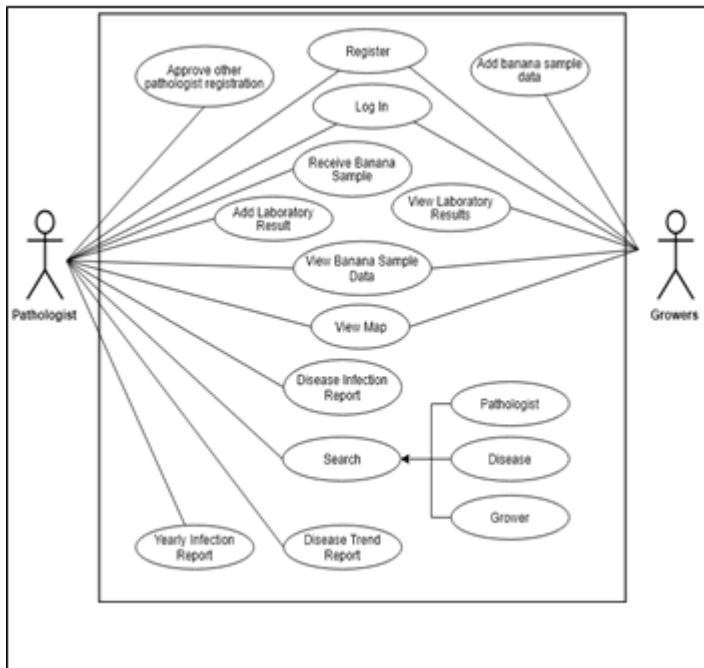 Register
Approve other
pathologist registration
Add banana sample
data
Log In
Receive Banana
Sample
View Laboratory
Results
Add Laboratory
Result
View Banana Sample
Data
Pathologist
Growers
View Map
Disease Infection
Report
Pathologist
Search
Disease
Grower
Yearly Infection
Report
Disease Trend
Report